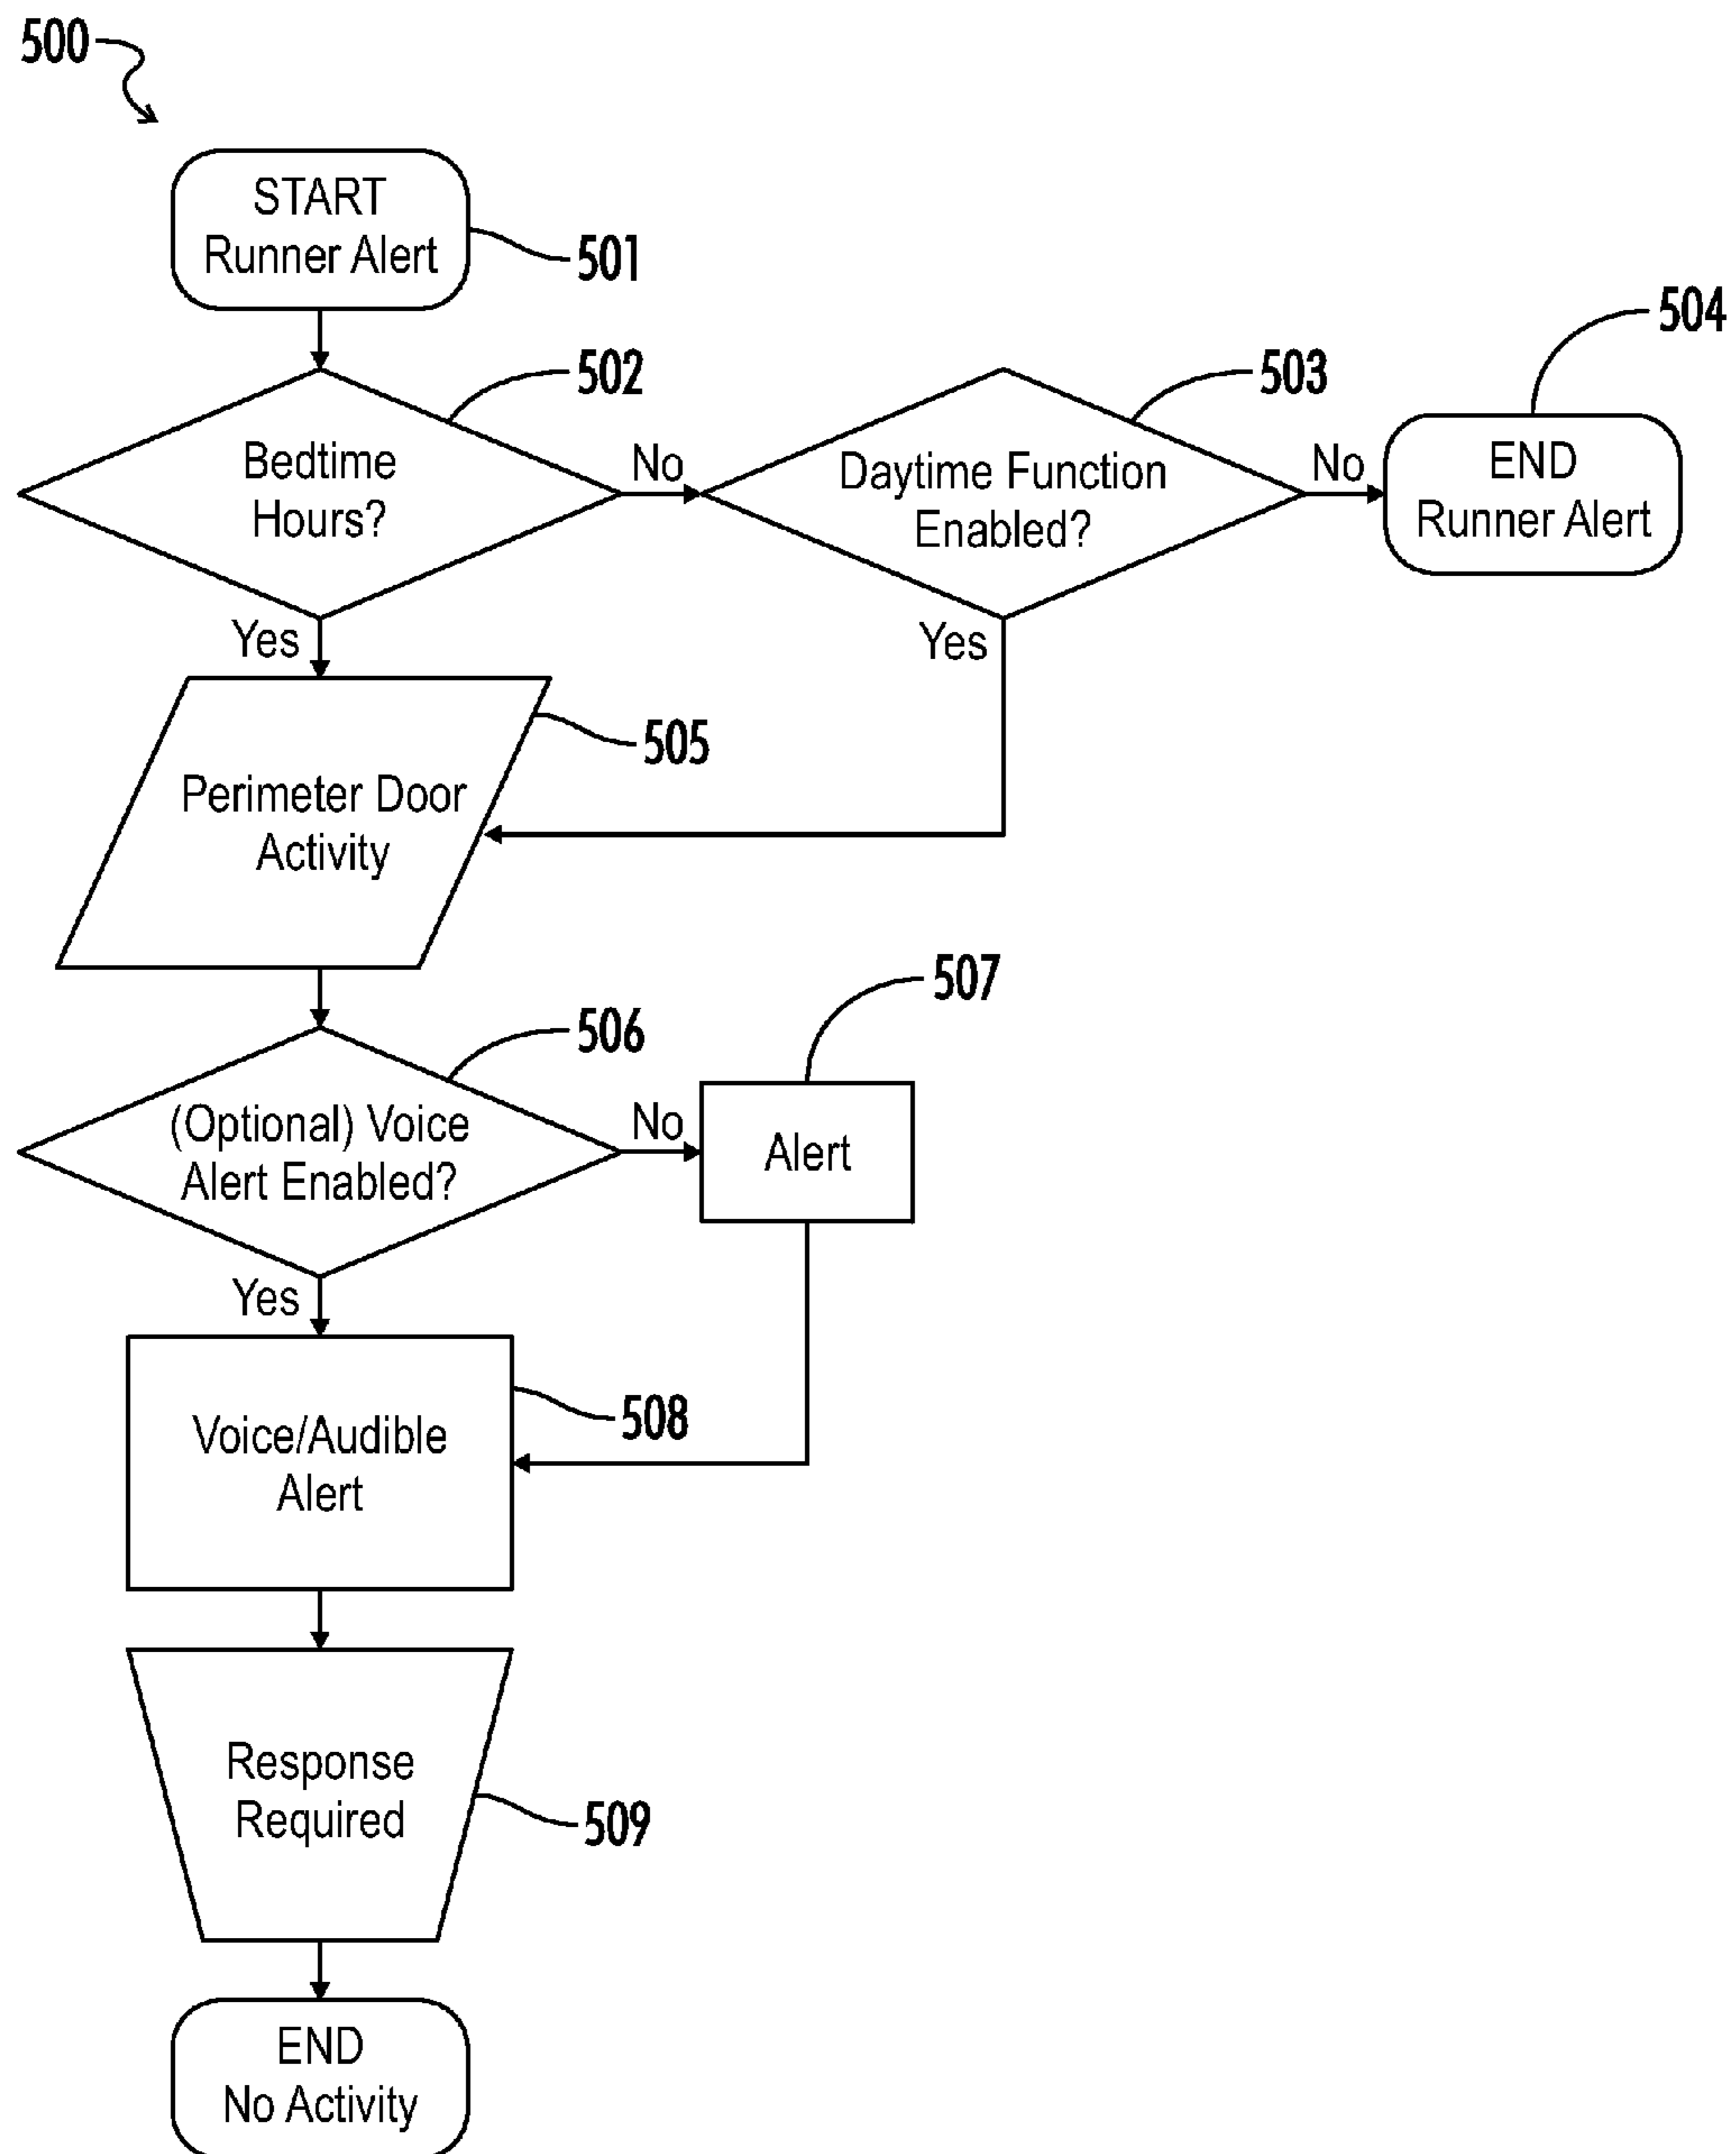 500
START
Runner Alert
501
502
Bedtime
Hours?
No
503
Daytime Function
Enabled?
No
504
END
Runner Alert
Yes
Yes
505
Perimeter Door
Activity
506
(Optional) Voice
Alert Enabled?
No
507
Alert
Yes
508
Voice/Audible
Alert
Response
Required
509
END
No Activity